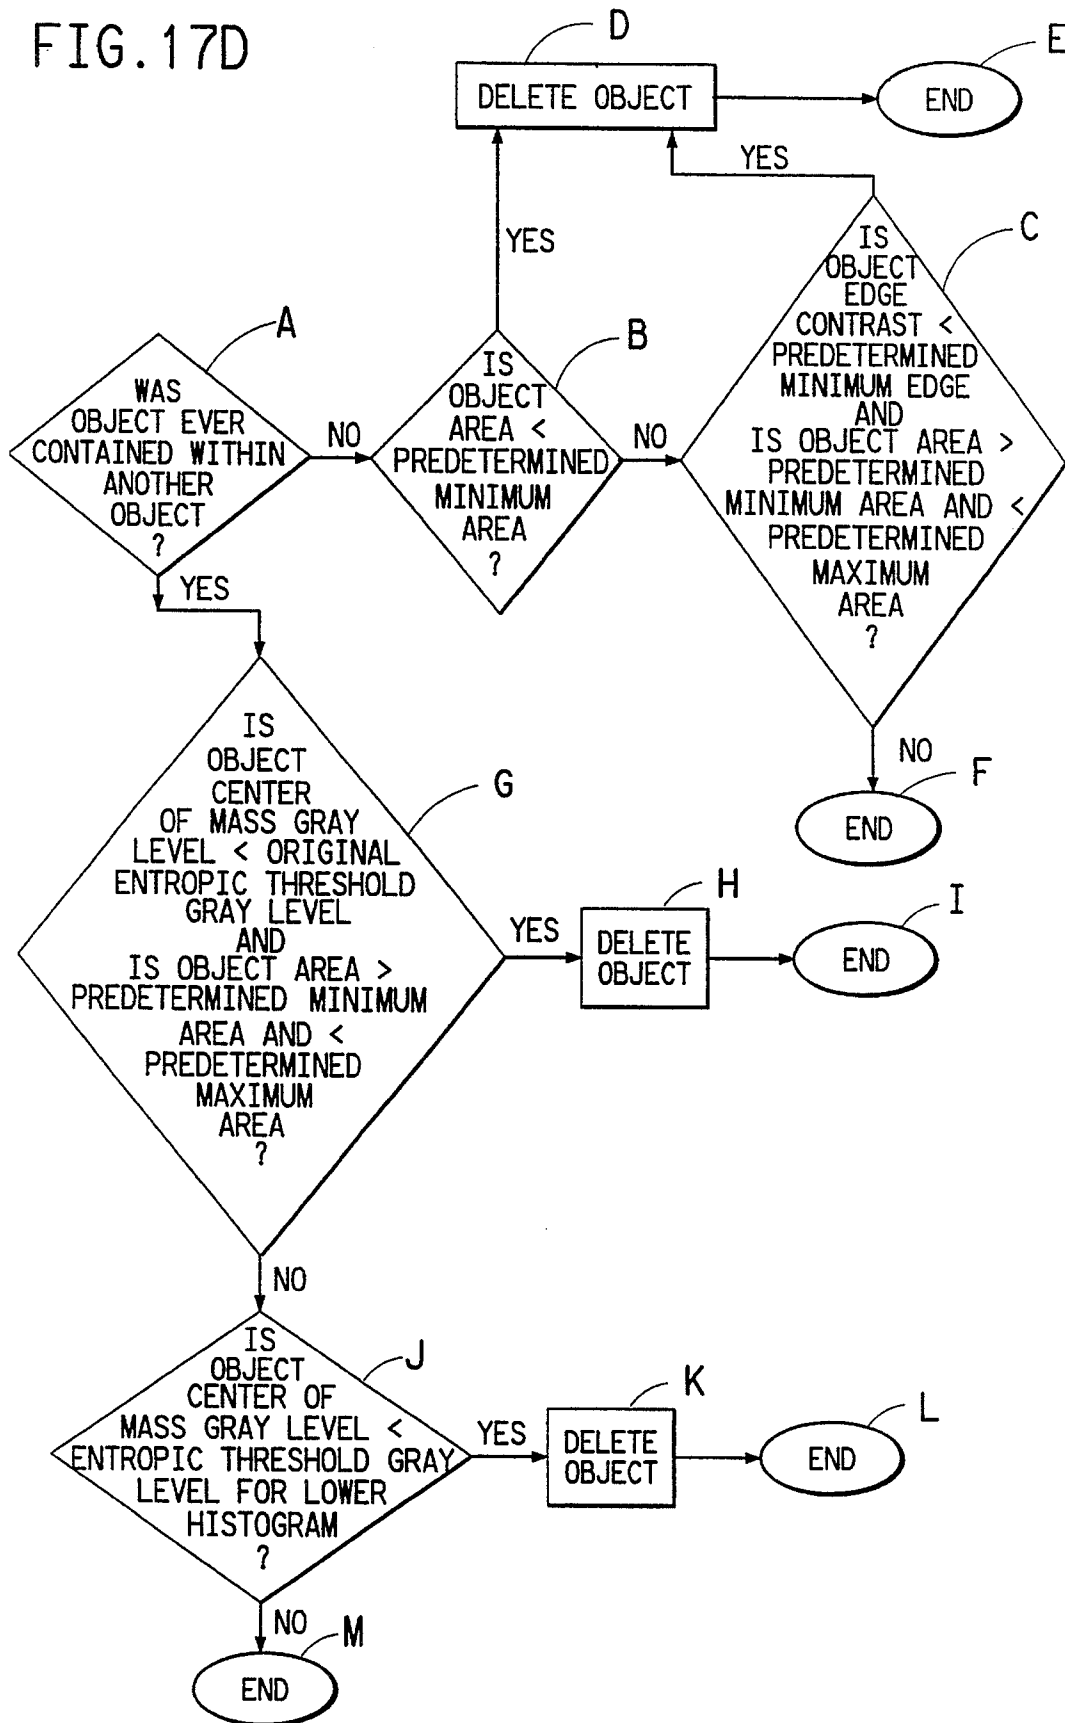 FIG.17D
D
DELETE OBJECT
E
END
YES
YES
A
WAS
OBJECT EVER
CONTAINED WITHIN
ANOTHER
OBJECT
?
NO
B
IS
OBJECT
AREA <
PREDETERMINED
MINIMUM
AREA
?
NO
C
IS
OBJECT
EDGE
CONTRAST <
PREDETERMINED
MINIMUM EDGE
AND
IS OBJECT AREA >
PREDETERMINED
MINIMUM AREA AND <
PREDETERMINED
MAXIMUM
AREA
?
YES
NO
F
END
G
IS
OBJECT
CENTER
OF MASS GRAY
LEVEL < ORIGINAL
ENTROPIC THRESHOLD
GRAY LEVEL
AND
IS OBJECT AREA >
PREDETERMINED MINIMUM
AREA AND <
PREDETERMINED
MAXIMUM
AREA
?
YES
H
DELETE
OBJECT
I
END
NO
J
IS
OBJECT
CENTER OF
MASS GRAY LEVEL <
ENTROPIC THRESHOLD GRAY
LEVEL FOR LOWER
HISTOGRAM
?
YES
K
DELETE
OBJECT
L
END
NO
M
END